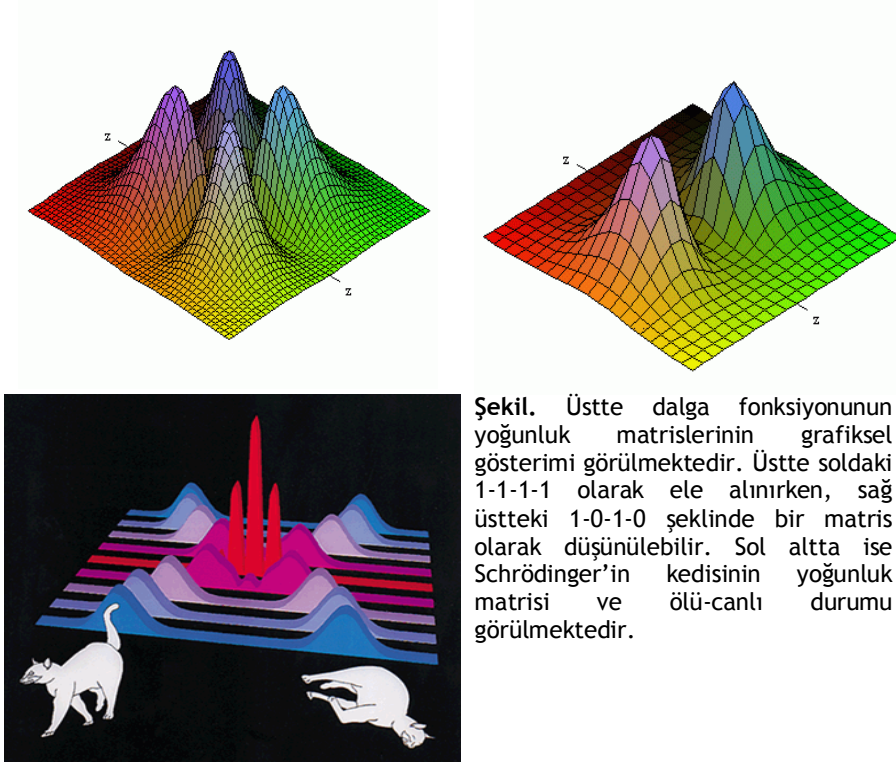 z
z
z
z
Şekil. Üstte dalga fonksiyonunun
yoğunluk matrislerinin grafiksel
gösterimi görülmektedir. Üstte soldaki
1-1-1-1 olarak ele alınırken, sağ
üstteki 1-0-1-0 şeklinde bir matris
olarak düşünülebilir. Sol altta ise
Schrödinger’in kedisinin yoğunluk
matrisi ve ölü-canlı durumu
görülmektedir.